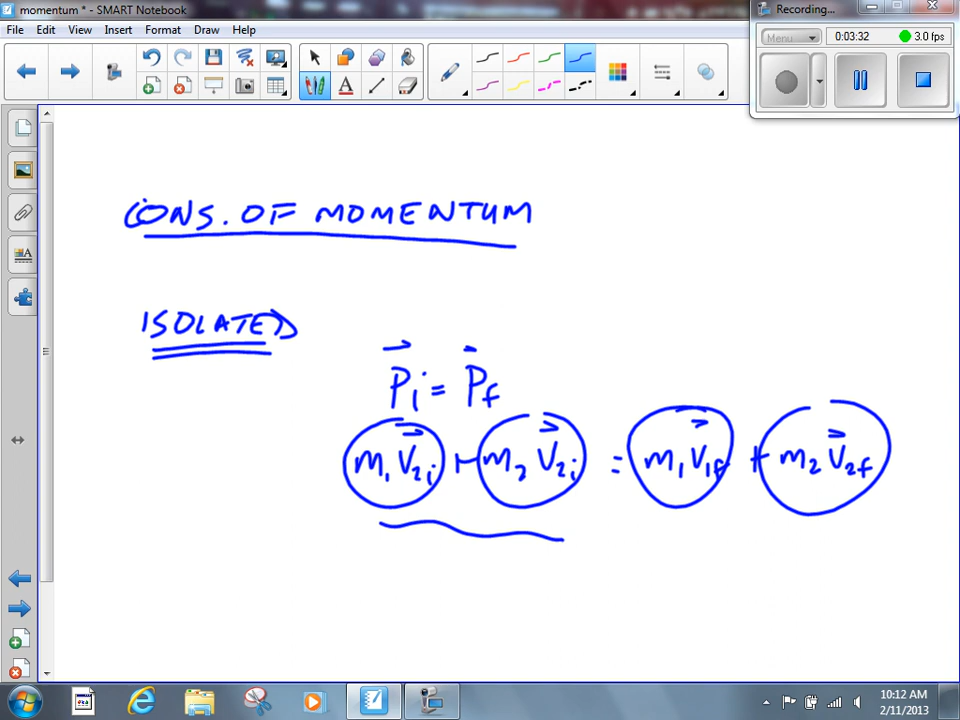 momentum * - SMART Notebook
Recording...
File Edit View Insert Format Draw Help
Menu
0:03:32
3.0 fps
CONS. OF MOMENTUM
ISOLATED
P⃗i = P⃗f
m₁V⃗₂i + m₂V⃗₂i = m₁V⃗₁f + m₂V⃗₂f
10:12 AM
2/11/2013